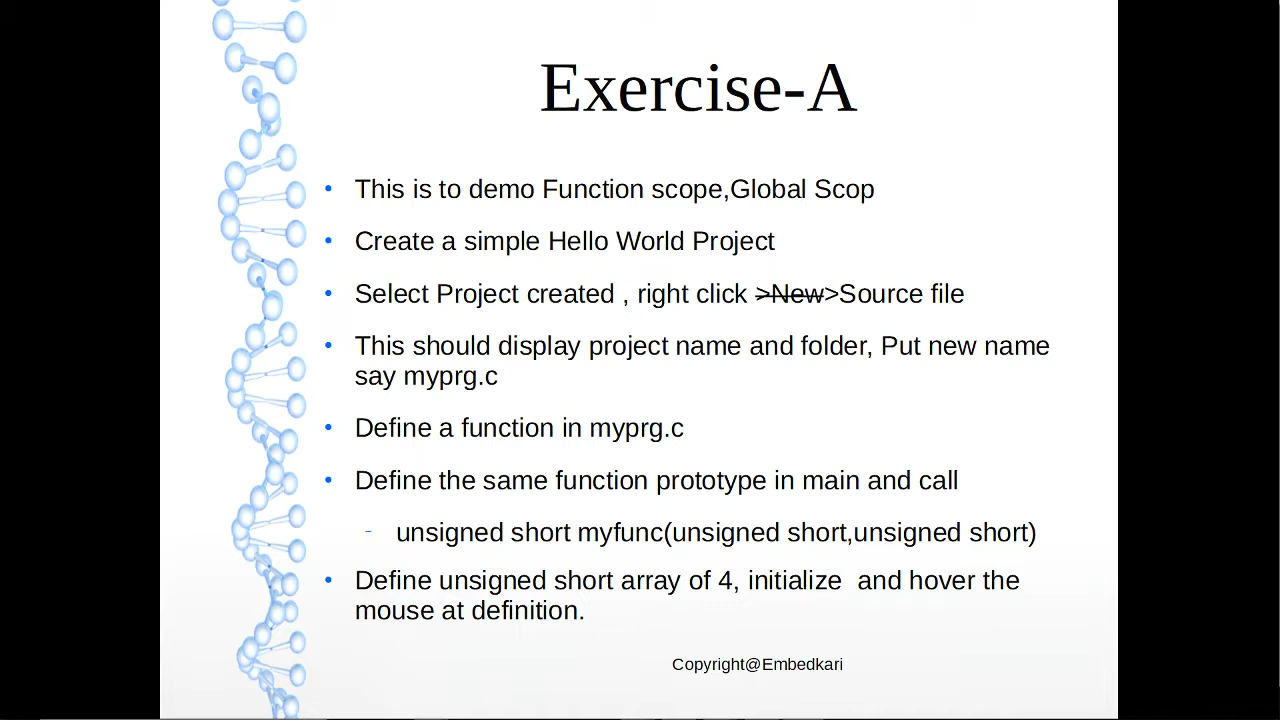 Exercise-A
This is to demo Function scope,Global Scop
Create a simple Hello World Project
Select Project created , right click >New>Source file
This should display project name and folder, Put new name
say myprg.c
Define a function in myprg.c
Define the same function prototype in main and call
unsigned short myfunc(unsigned short,unsigned short)
Define unsigned short array of 4, initialize  and hover the
mouse at definition.
Copyright@Embedkari